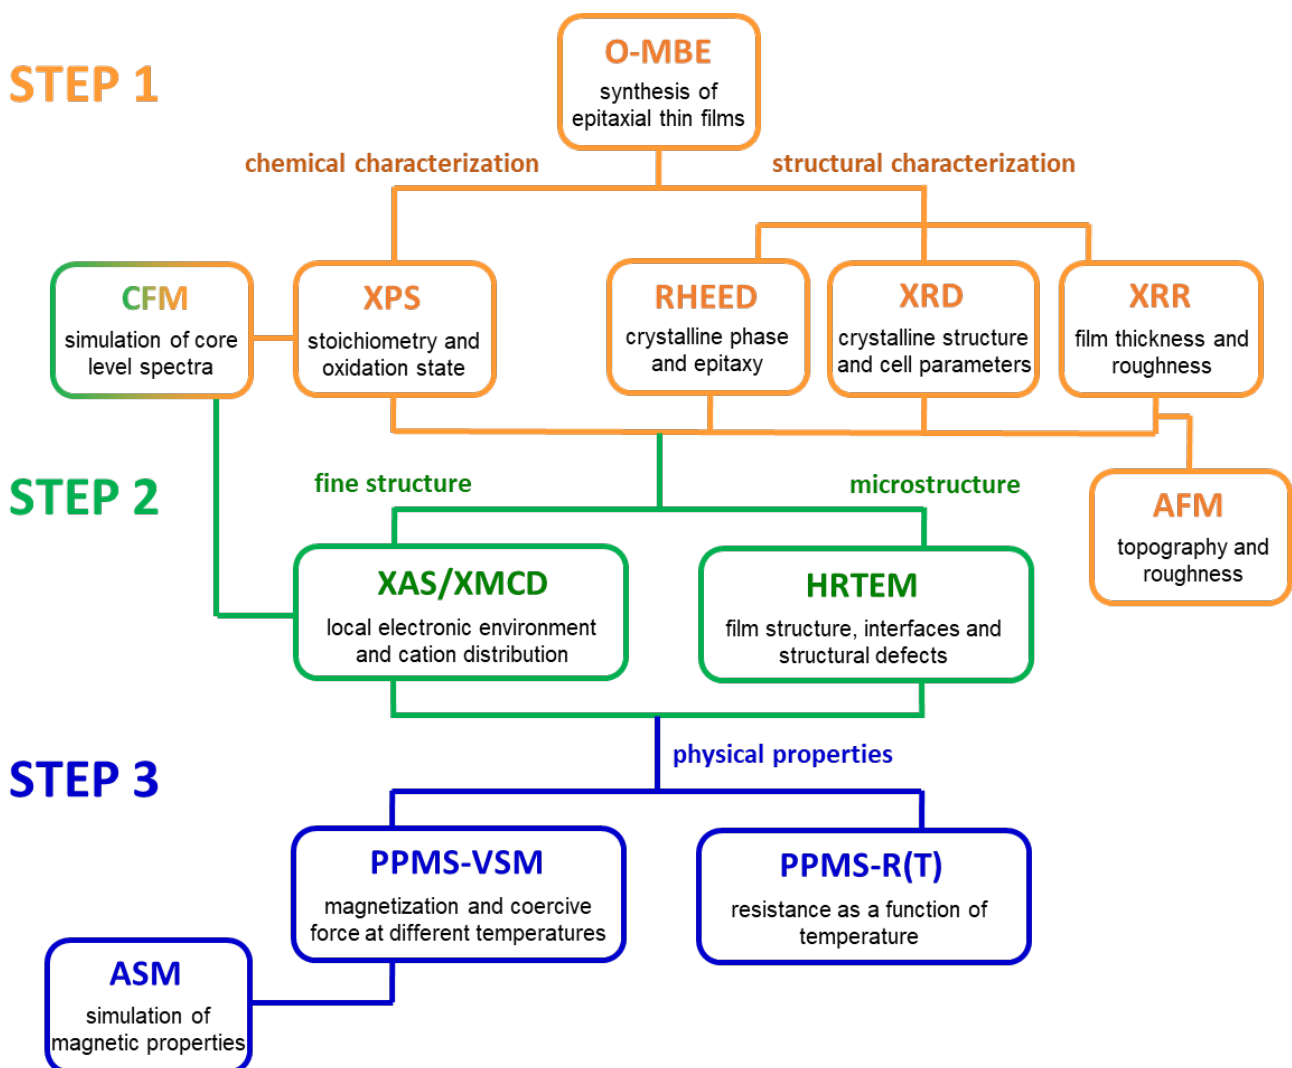 STEP 1
O-MBE
synthesis of
epitaxial thin films
chemical characterization
structural characterization
CFM
simulation of core
level spectra
XPS
stoichiometry and
oxidation state
RHEED
crystalline phase
and epitaxy
XRD
crystalline structure
and cell parameters
XRR
film thickness and
roughness
AFM
topography and
roughness
STEP 2
fine structure
microstructure
XAS/XMCD
local electronic environment
and cation distribution
HRTEM
film structure, interfaces and
structural defects
STEP 3
physical properties
PPMS-VSM
magnetization and coercive
force at different temperatures
PPMS-R(T)
resistance as a function of
temperature
ASM
simulation of
magnetic properties